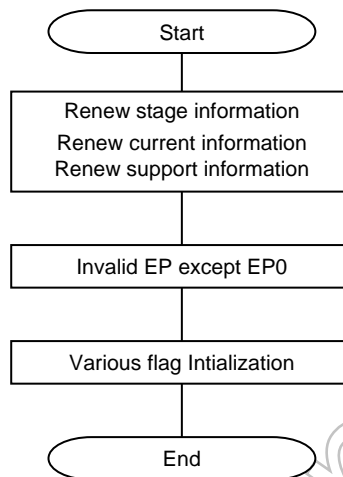 Start
Renew stage information
Renew current information
Renew support information
Invalid EP except EP0
Various flag Intialization
End